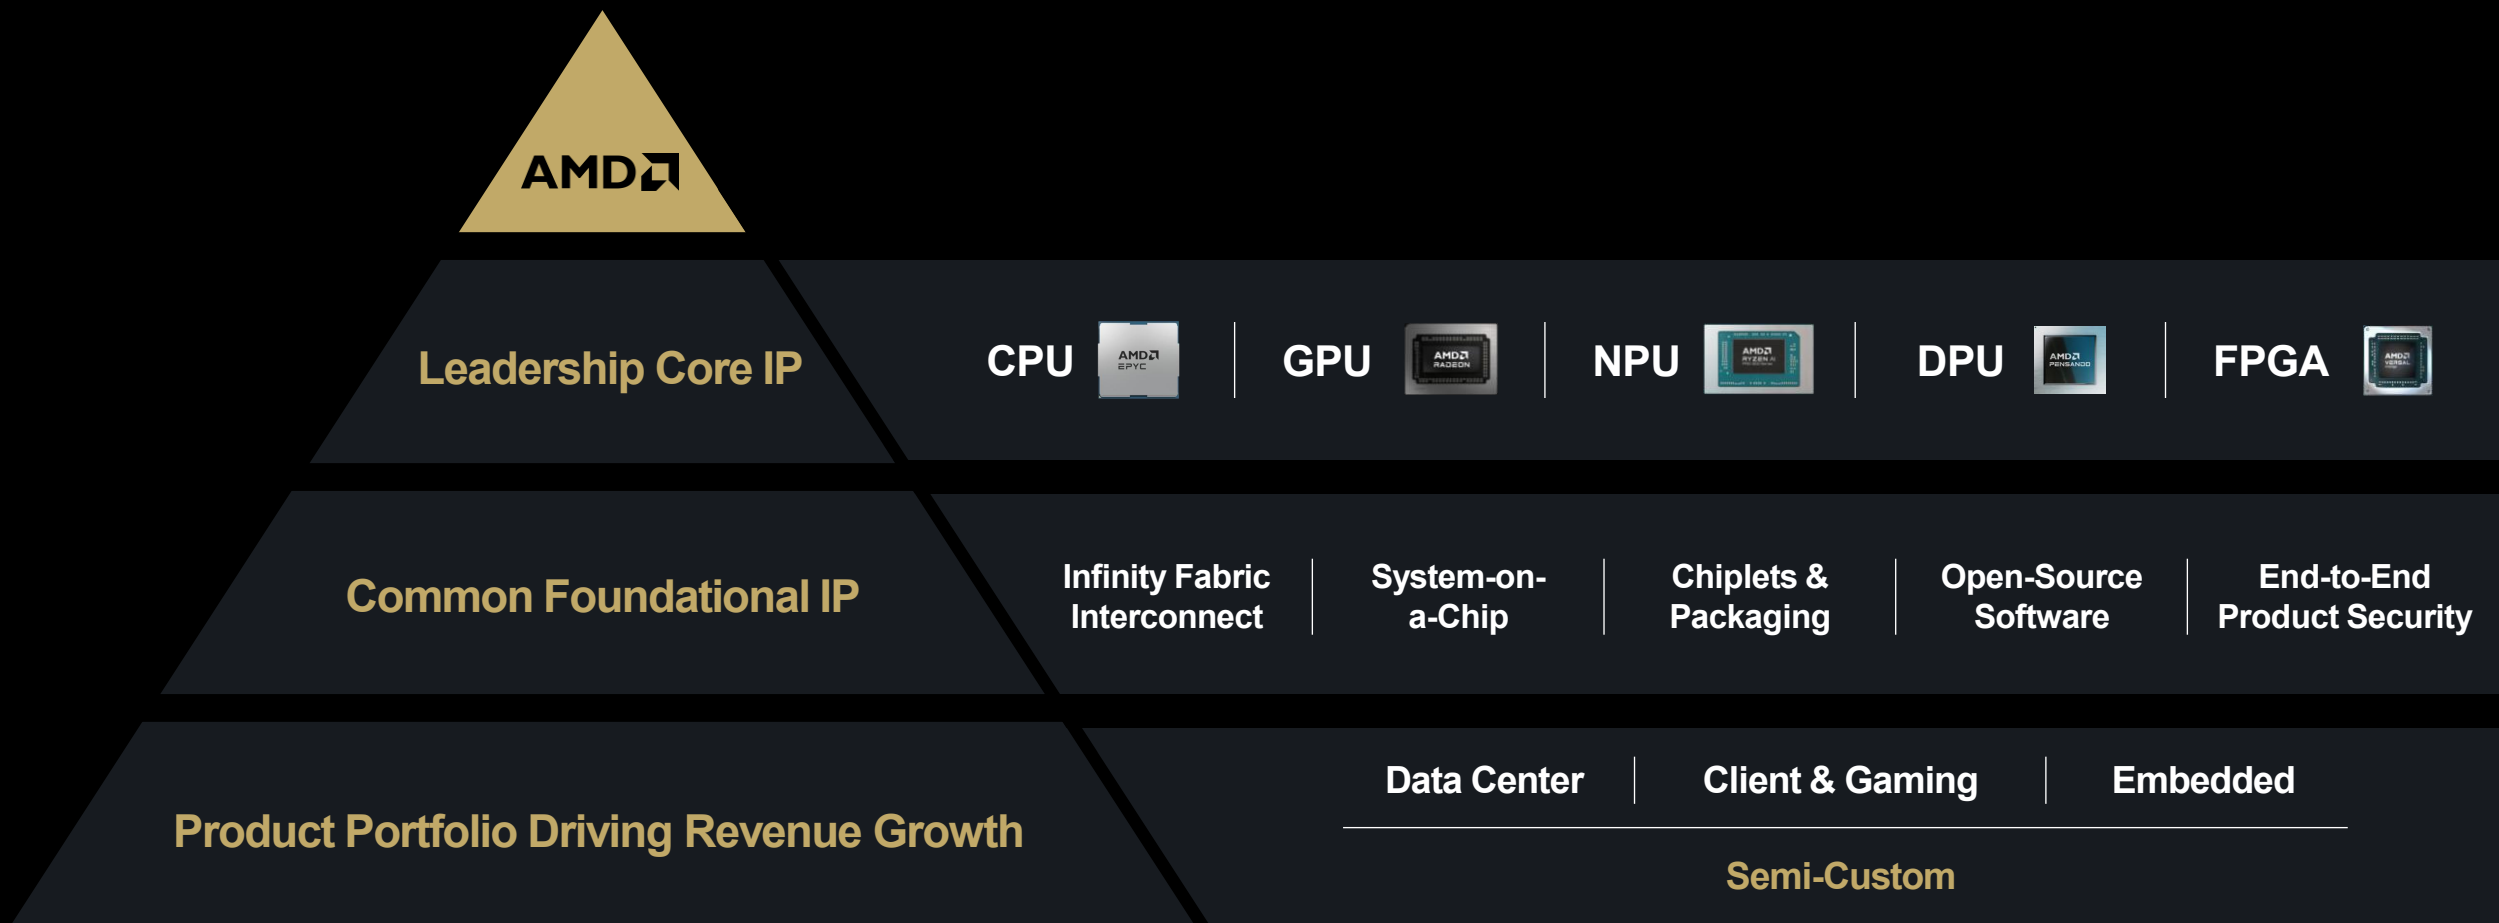 AMD
Leadership Core IP
CPU
AMD
EPYC
GPU
AMD
RADEON
NPU
AMD
RYZEN AI
DPU
AMD
PENSANDO
FPGA
AMD
VERSAL
Common Foundational IP
Infinity Fabric
Interconnect
System-on-
a-Chip
Chiplets &
Packaging
Open-Source
Software
End-to-End
Product Security
Product Portfolio Driving Revenue Growth
Data Center
Client & Gaming
Embedded
Semi-Custom